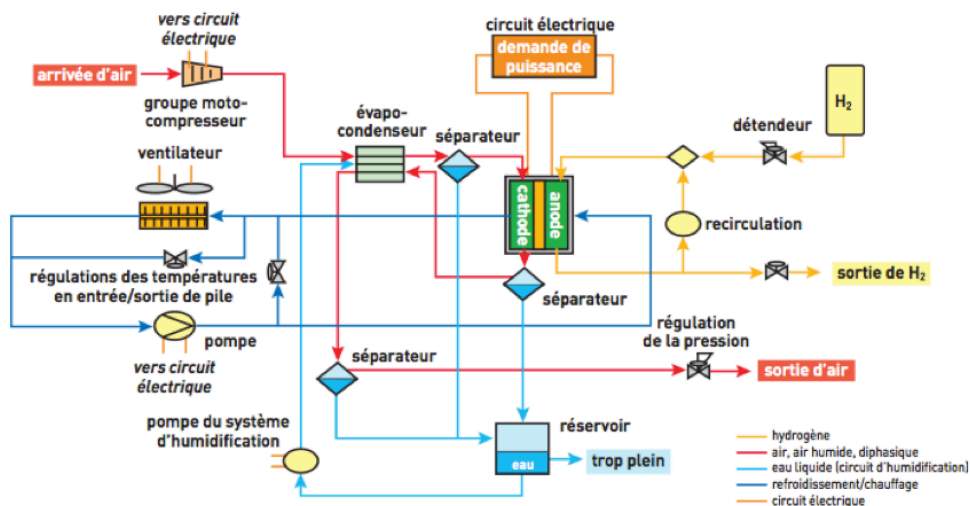 vers circuit
électrique
circuit électrique
demande de
puissance
arrivée d'air
groupe moto-
compresseur
H₂
détendeur
évapo-
condenseur
séparateur
ventilateur
cathode
anode
recirculation
régulations des températures
en entrée/sortie de pile
séparateur
sortie de H₂
pompe
vers circuit
électrique
séparateur
régulation
de la pression
sortie d'air
pompe du système
d'humidification
réservoir
eau
trop plein
hydrogène
air, air humide, diphasique
eau liquide (circuit d'humidification)
refroidissement/chauffage
circuit électrique